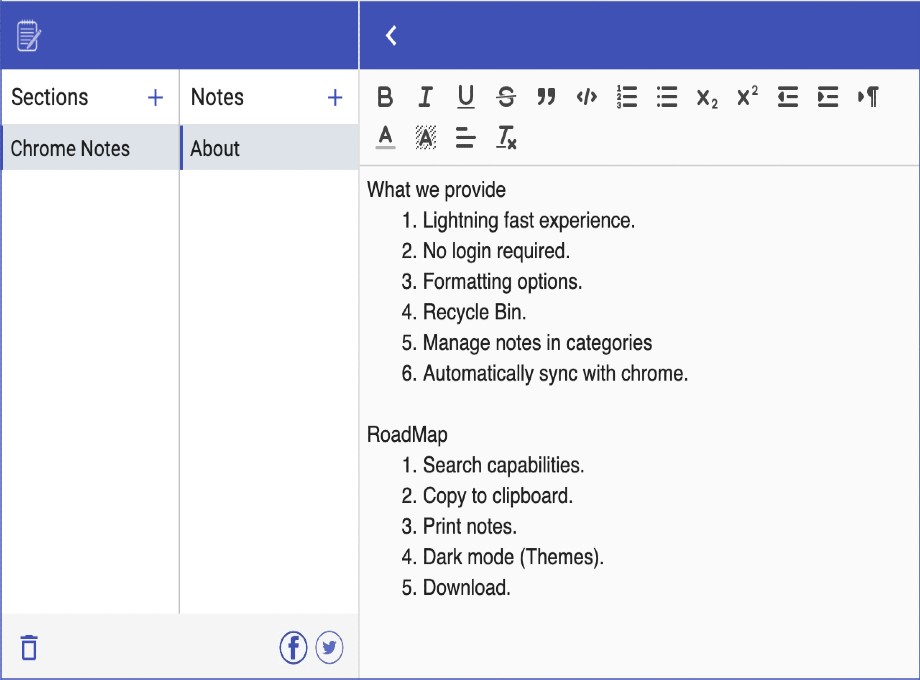 Sections +
Notes +
Chrome Notes
About
What we provide
1. Lightning fast experience.
2. No login required.
3. Formatting options.
4. Recycle Bin.
5. Manage notes in categories
6. Automatically sync with chrome.
RoadMap
1. Search capabilities.
2. Copy to clipboard.
3. Print notes.
4. Dark mode (Themes).
5. Download.